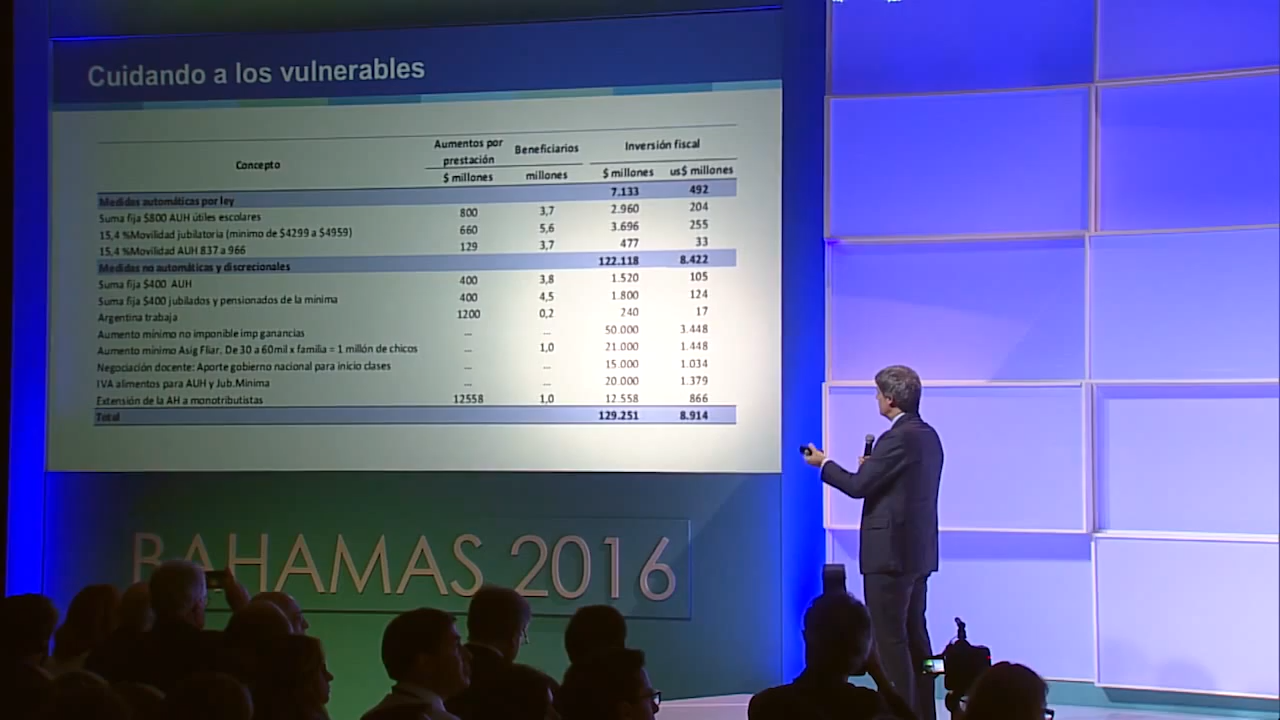 Cuidando a los vulnerables
Concepto Aumentos por prestación Beneficiarios Inversión fiscal
$ millones millones $ millones us$ millones
Medidas automáticas por ley 7.133 492
Suma fija $800 AUH útiles escolares 800 3,7 2.960 204
15,4 %Movilidad jubilatoria (minimo de $4299 a $4959) 660 5,6 3.696 255
15,4 %Movilidad AUH 837 a 966 129 3,7 477 33
Medidas no automáticas y discrecionales 122.118 8.422
Suma fija $400 AUH 400 3,8 1.520 105
Suma fija $400 jubilados y pensionados de la mínima 400 4,5 1.800 124
Argentina trabaja 1200 0,2 240 17
Aumento mínimo no imponible imp ganancias ... ... 50.000 3.448
Aumento mínimo Asig Fliar. De 30 a 60mil x familia = 1 millón de chicos ... 1,0 21.000 1.448
Negociación docente: Aporte gobierno nacional para inicio clases ... ... 15.000 1.034
IVA alimentos para AUH y Jub.Minima ... ... 20.000 1.379
Extensión de la AH a monotributistas 12558 1,0 12.558 866
Total 129.251 8.914
BAHAMAS 2016